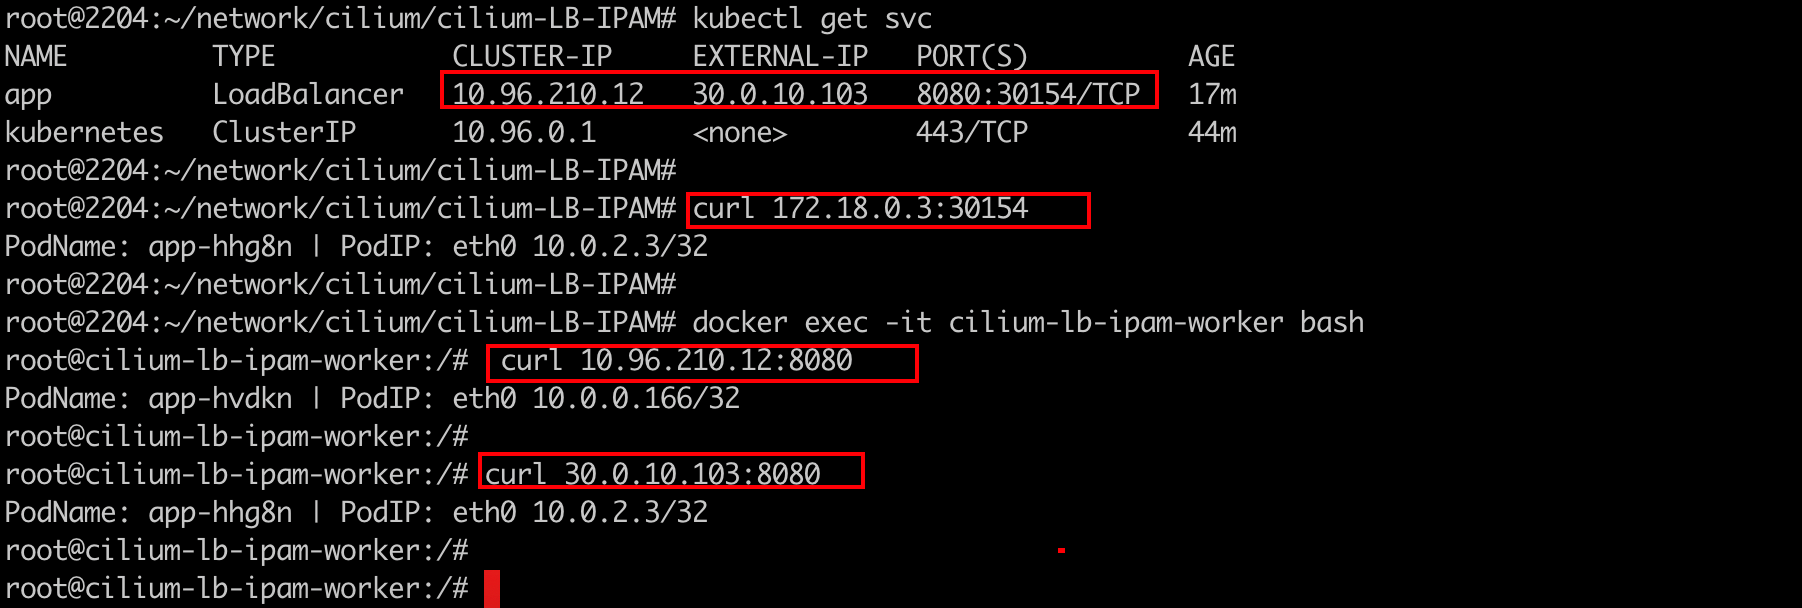 root@2204:~/network/cilium/cilium-LB-IPAM# kubectl get svc
NAME         TYPE           CLUSTER-IP     EXTERNAL-IP   PORT(S)          AGE
app          LoadBalancer   10.96.210.12   30.0.10.103   8080:30154/TCP   17m
kubernetes   ClusterIP      10.96.0.1      <none>        443/TCP          44m
root@2204:~/network/cilium/cilium-LB-IPAM#
root@2204:~/network/cilium/cilium-LB-IPAM# curl 172.18.0.3:30154
PodName: app-hhg8n | PodIP: eth0 10.0.2.3/32
root@2204:~/network/cilium/cilium-LB-IPAM#
root@2204:~/network/cilium/cilium-LB-IPAM# docker exec -it cilium-lb-ipam-worker bash
root@cilium-lb-ipam-worker:/#  curl 10.96.210.12:8080
PodName: app-hvdkn | PodIP: eth0 10.0.0.166/32
root@cilium-lb-ipam-worker:/#
root@cilium-lb-ipam-worker:/# curl 30.0.10.103:8080
PodName: app-hhg8n | PodIP: eth0 10.0.2.3/32
root@cilium-lb-ipam-worker:/#
root@cilium-lb-ipam-worker:/#